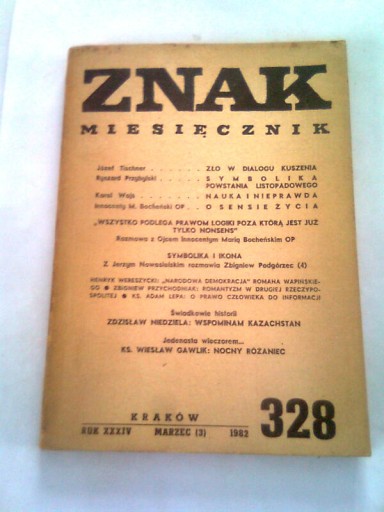 ZNAK
MIESIĘCZNIK
Józef Tischner . . . . . . . ZŁO W DIALOGU KUSZENIA
Ryszard Przybylski . . . . . SYMBOLIKA
POWSTANIA LISTOPADOWEGO
Karol Wojs . . . . . . . . NAUKA I NIEPRAWDA
Innocenty M. Bocheński OP . . O SENSIE ŻYCIA
„WSZYSTKO PODLEGA PRAWOM LOGIKI POZA KTÓRĄ JEST JUŻ
TYLKO NONSENS"
Rozmowa z Ojcem Innocentym Marią Bocheńskim OP
SYMBOLIKA I IKONA
Z Jerzym Nowosielskim rozmawia Zbigniew Podgórzec (4)
HENRYK WERESZYCKI: „NARODOWA DEMOKRACJA" ROMANA WAPIŃSKIE-
GO ● ZBIGNIEW PRZYCHODNIAK: ROMANTYZM W DRUGIEJ RZECZYPO-
SPOLITEJ ● KS. ADAM LEPA: O PRAWO CZŁOWIEKA DO INFORMACJI
Świadkowie historii
ZDZISŁAW NIEDZIELA: WSPOMINAM KAZACHSTAN
Jedenasta wieczorem...
KS. WIESŁAW GAWLIK: NOCNY RÓŻANIEC
KRAKÓW
ROK XXXIV MARZEC (3) 1982
328